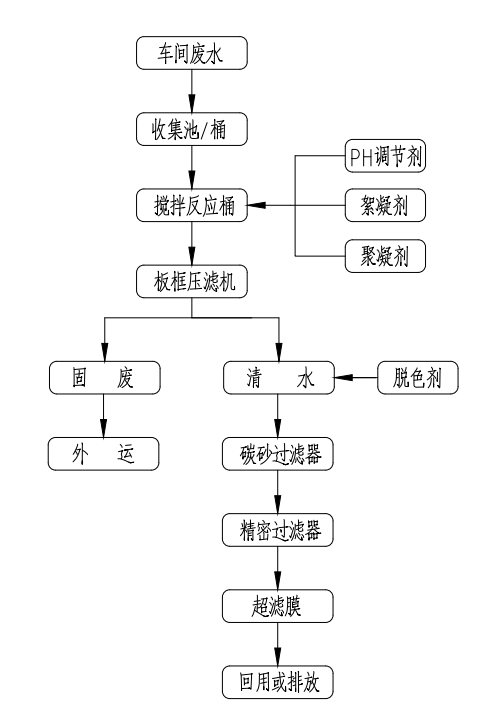 车间废水
收集池/桶
PH调节剂
搅拌反应桶
絮凝剂
聚凝剂
板框压滤机
固 废
清 水
脱色剂
外 运
碳砂过滤器
精密过滤器
超滤膜
回用或排放